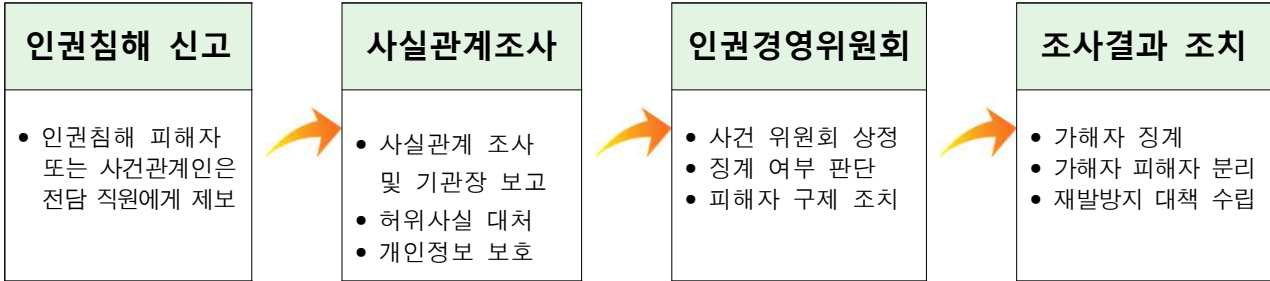 인권침해 신고
• 인권침해 피해자
또는 사건관계인은
전담 직원에게 제보
사실관계조사
• 사실관계 조사
및 기관장 보고
• 허위사실 대처
• 개인정보 보호
인권경영위원회
• 사건 위원회 상정
• 징계 여부 판단
• 피해자 구제 조치
조사결과 조치
• 가해자 징계
• 가해자 피해자 분리
• 재발방지 대책 수립